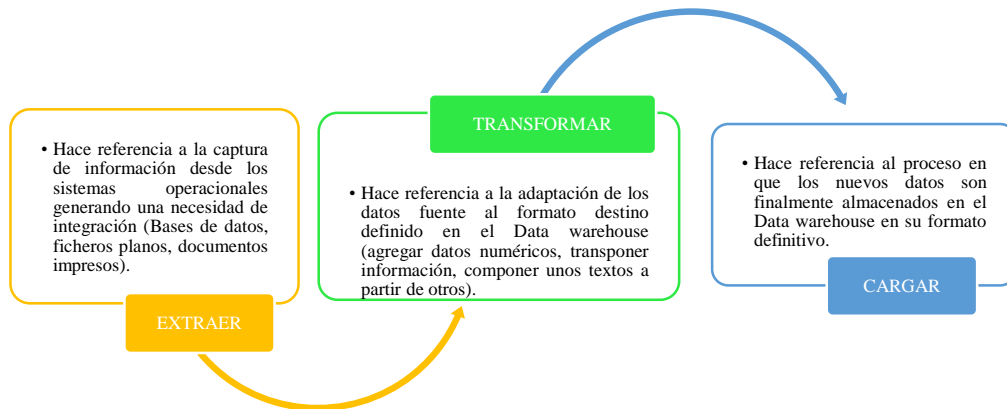 • Hace referencia a la captura
de información desde los
sistemas operacionales
generando una necesidad de
integración (Bases de datos,
ficheros planos, documentos
impresos).
EXTRAER
TRANSFORMAR
• Hace referencia a la adaptación de los
datos fuente al formato destino
definido en el Data warehouse
(agregar datos numéricos, transponer
información, componer unos textos a
partir de otros).
• Hace referencia al proceso en
que los nuevos datos son
finalmente almacenados en el
Data warehouse en su formato
definitivo.
CARGAR